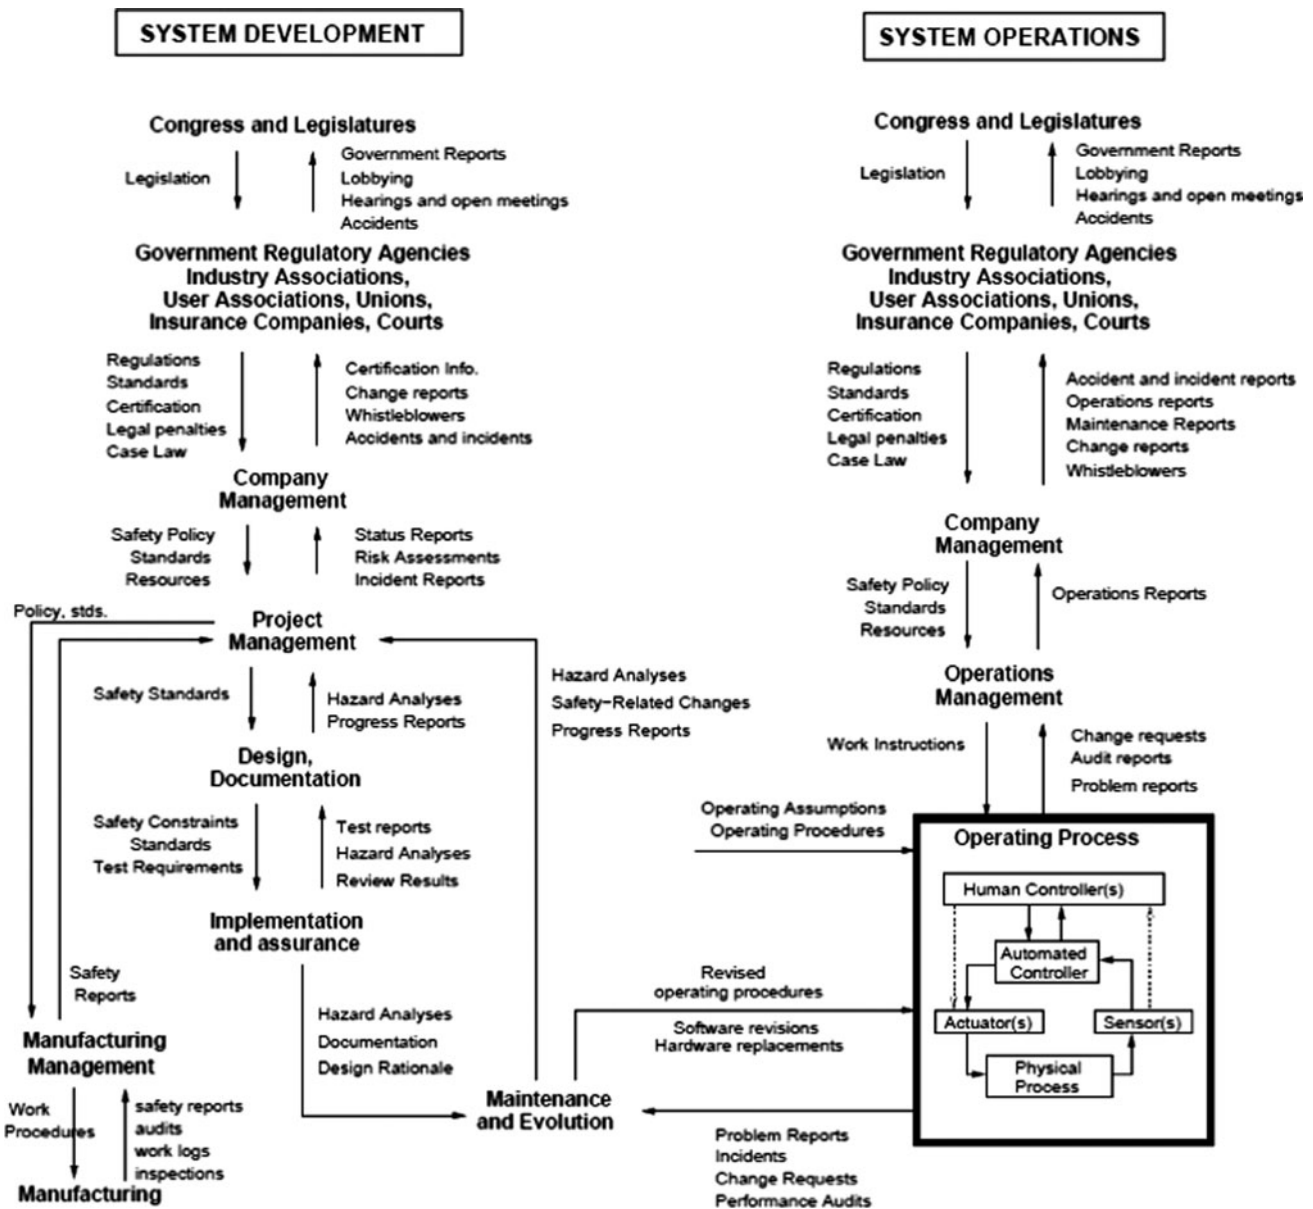 SYSTEM DEVELOPMENT
Congress and Legislatures
Legislation
Government Reports
Lobbying
Hearings and open meetings
Accidents
Government Regulatory Agencies
Industry Associations,
User Associations, Unions,
Insurance Companies, Courts
Regulations
Standards
Certification
Legal penalties
Case Law
Certification Info.
Change reports
Whistleblowers
Accidents and incidents
Company
Management
Safety Policy
Standards
Resources
Status Reports
Risk Assessments
Incident Reports
Policy, stds.
Project
Management
Safety Standards
Hazard Analyses
Progress Reports
Hazard Analyses
Safety-Related Changes
Progress Reports
Design,
Documentation
Safety Constraints
Standards
Test Requirements
Test reports
Hazard Analyses
Review Results
Implementation
and assurance
Safety
Reports
Hazard Analyses
Documentation
Design Rationale
Manufacturing
Management
Work
Procedures
safety reports
audits
work logs
inspections
Manufacturing
Maintenance
and Evolution
SYSTEM OPERATIONS
Congress and Legislatures
Legislation
Government Reports
Lobbying
Hearings and open meetings
Accidents
Government Regulatory Agencies
Industry Associations,
User Associations, Unions,
Insurance Companies, Courts
Regulations
Standards
Certification
Legal penalties
Case Law
Accident and incident reports
Operations reports
Maintenance Reports
Change reports
Whistleblowers
Company
Management
Safety Policy
Standards
Resources
Operations Reports
Operations
Management
Work Instructions
Change requests
Audit reports
Problem reports
Operating Assumptions
Operating Procedures
Operating Process
Human Controller(s)
Automated
Controller
Actuator(s)
Sensor(s)
Physical
Process
Revised
operating procedures
Software revisions
Hardware replacements
Problem Reports
Incidents
Change Requests
Performance Audits